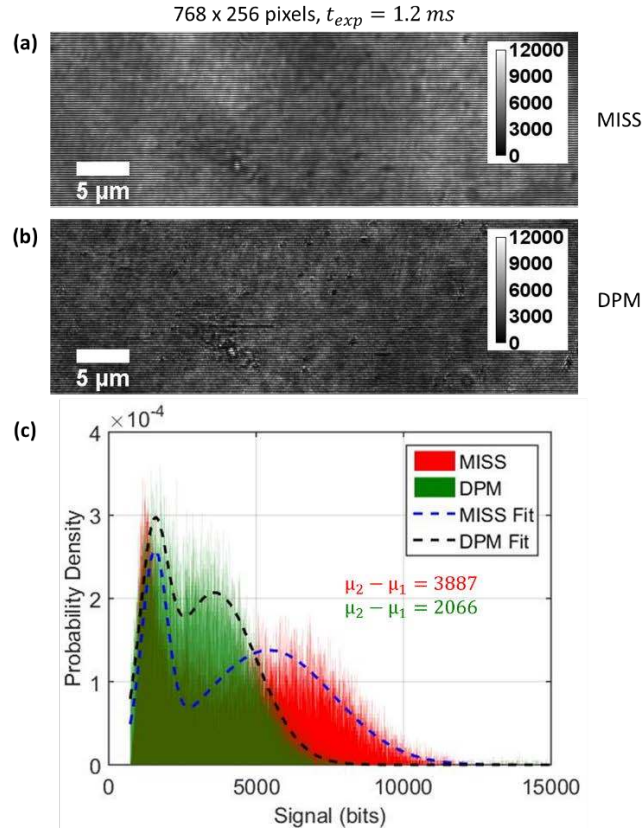 768 x 256 pixels, t_exp = 1.2 ms
(a)
12000
9000
6000
3000
0
5 µm
MISS
(b)
12000
9000
6000
3000
0
5 µm
DPM
(c)
×10⁻⁴
4
3
2
1
0
Probability Density
MISS
DPM
MISS Fit
DPM Fit
μ₂ − μ₁ = 3887
μ₂ − μ₁ = 2066
0 5000 10000 15000
Signal (bits)